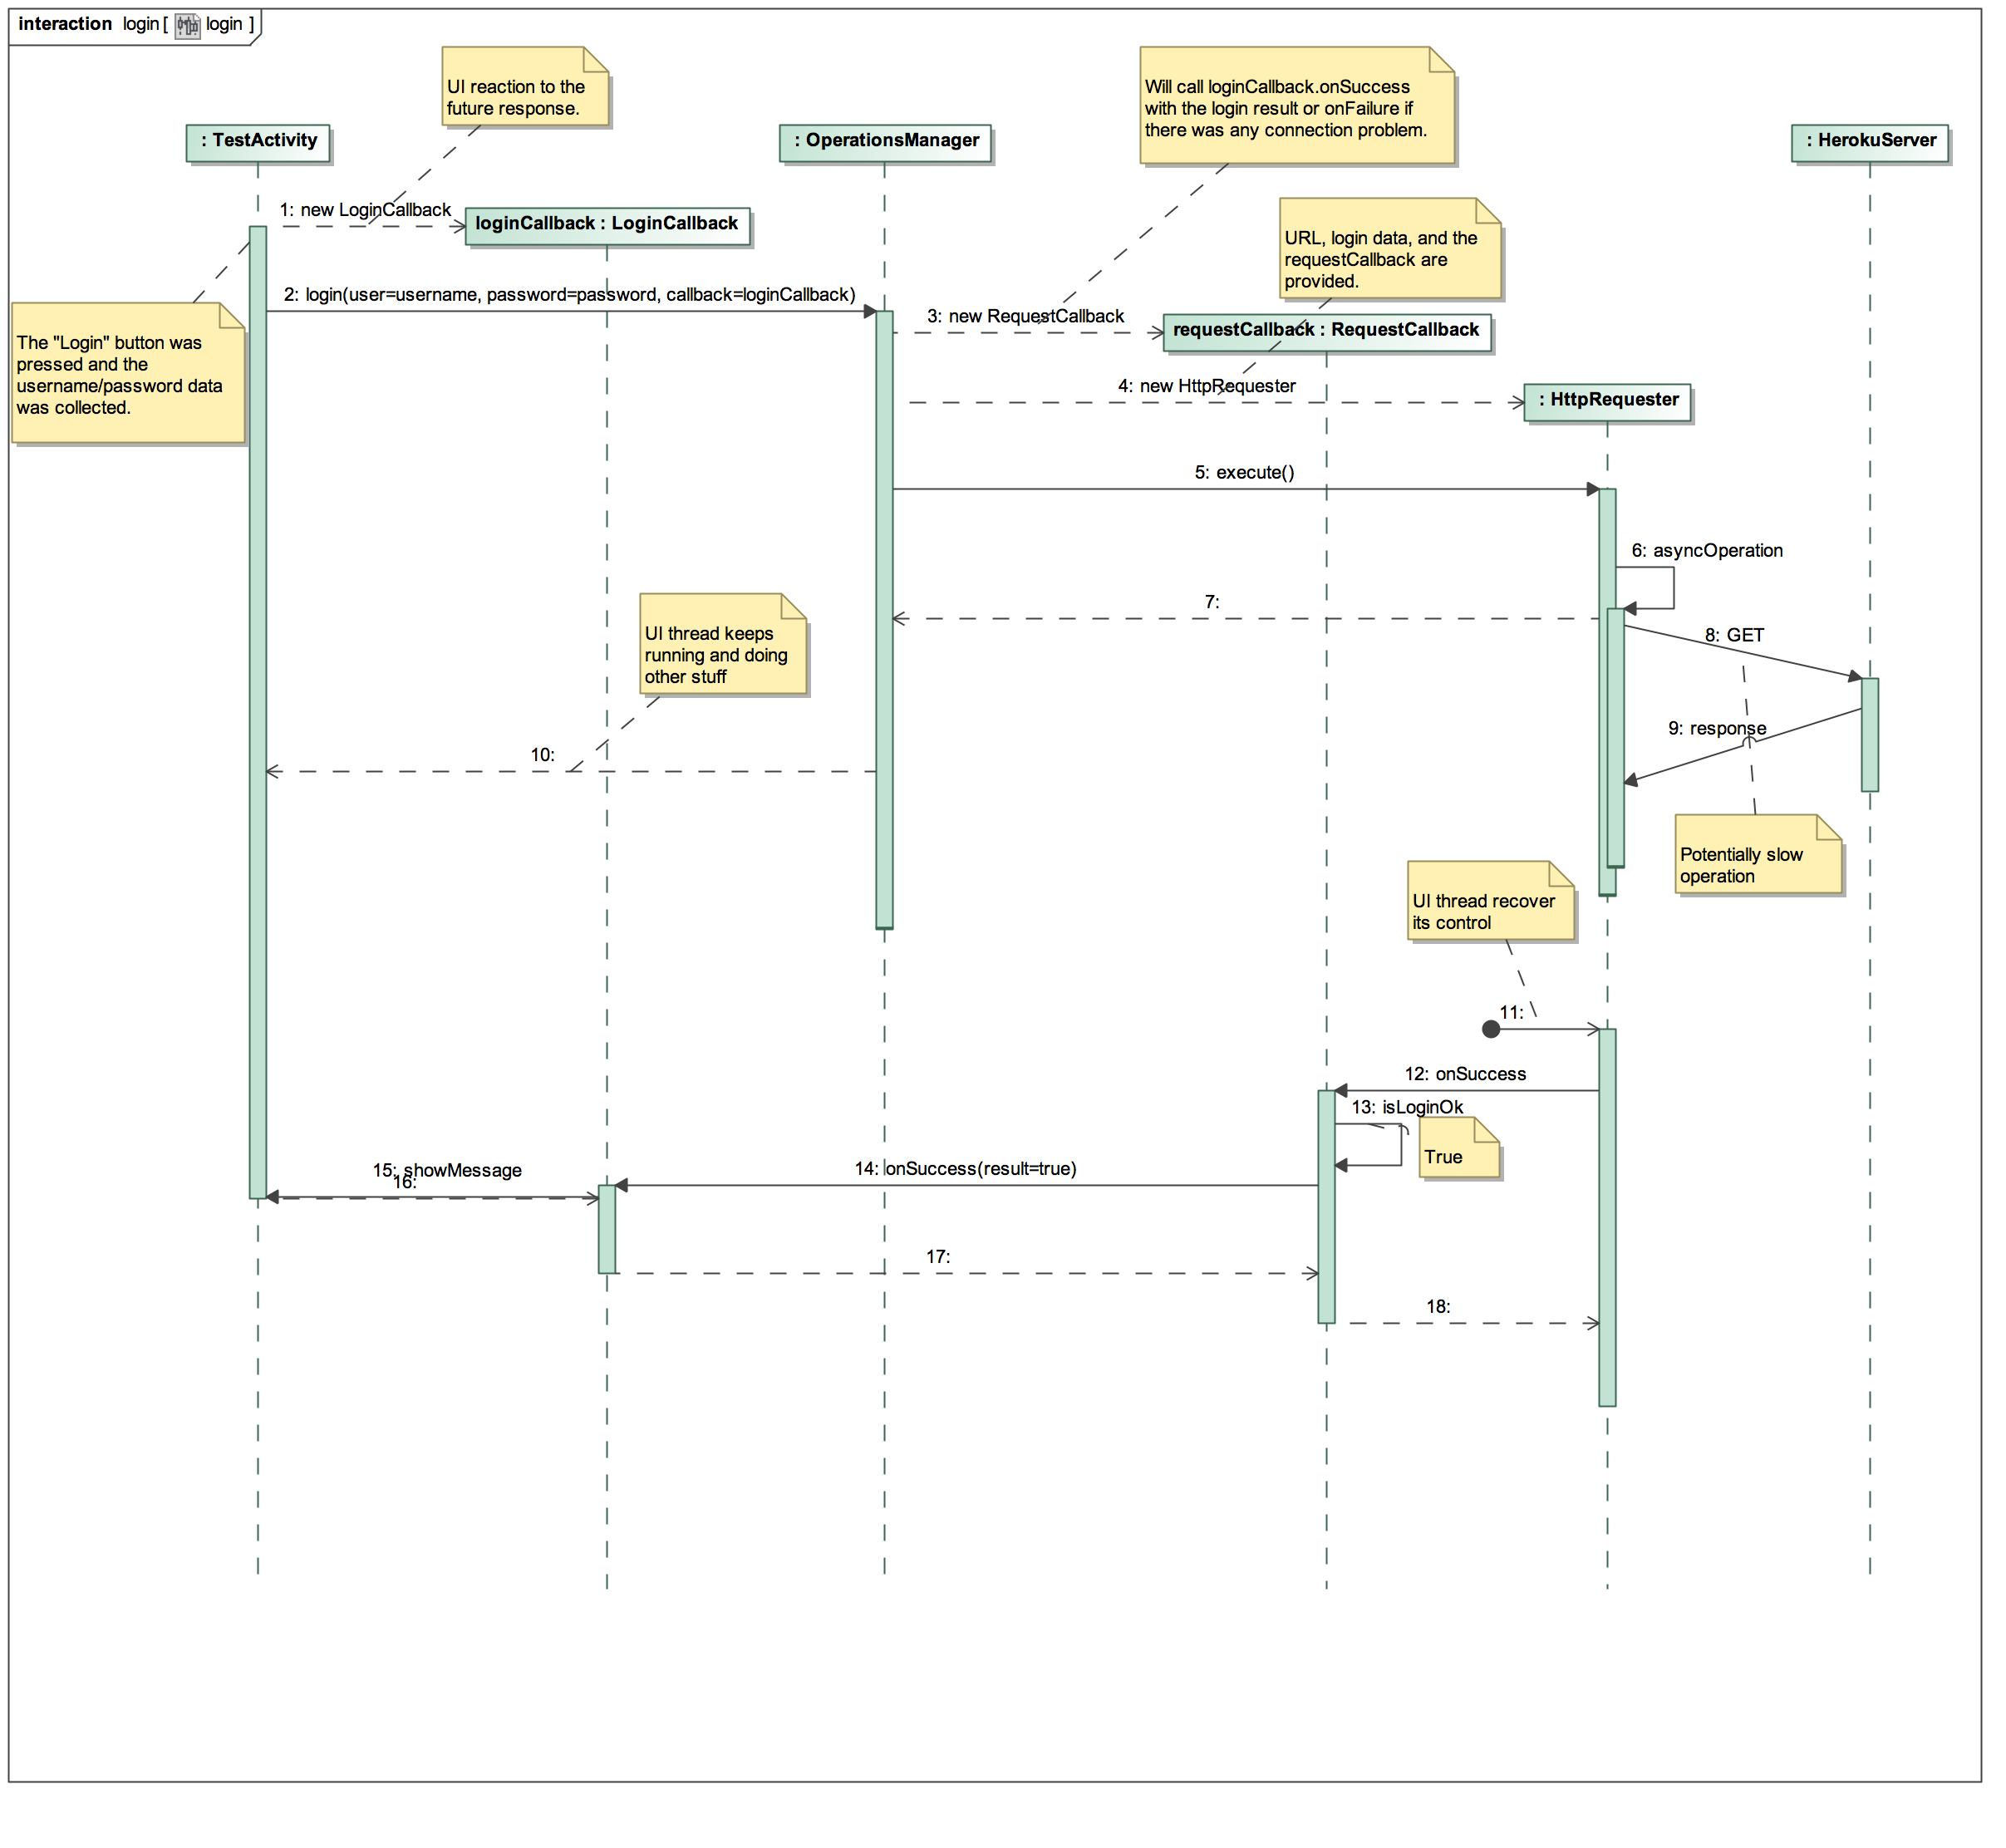 interaction login [ login ]
UI reaction to the
future response.
Will call loginCallback.onSuccess
with the login result or onFailure if
there was any connection problem.
: TestActivity
: OperationsManager
: HerokuServer
1: new LoginCallback
loginCallback : LoginCallback
URL, login data, and the
requestCallback are
provided.
2: login(user=username, password=password, callback=loginCallback)
3: new RequestCallback
requestCallback : RequestCallback
The "Login" button was
pressed and the
username/password data
was collected.
4: new HttpRequester
: HttpRequester
5: execute()
6: asyncOperation
7:
UI thread keeps
running and doing
other stuff
8: GET
9: response
10:
Potentially slow
operation
UI thread recover
its control
11:
12: onSuccess
13: isLoginOk
True
14: onSuccess(result=true)
15: showMessage
16:
17:
18: